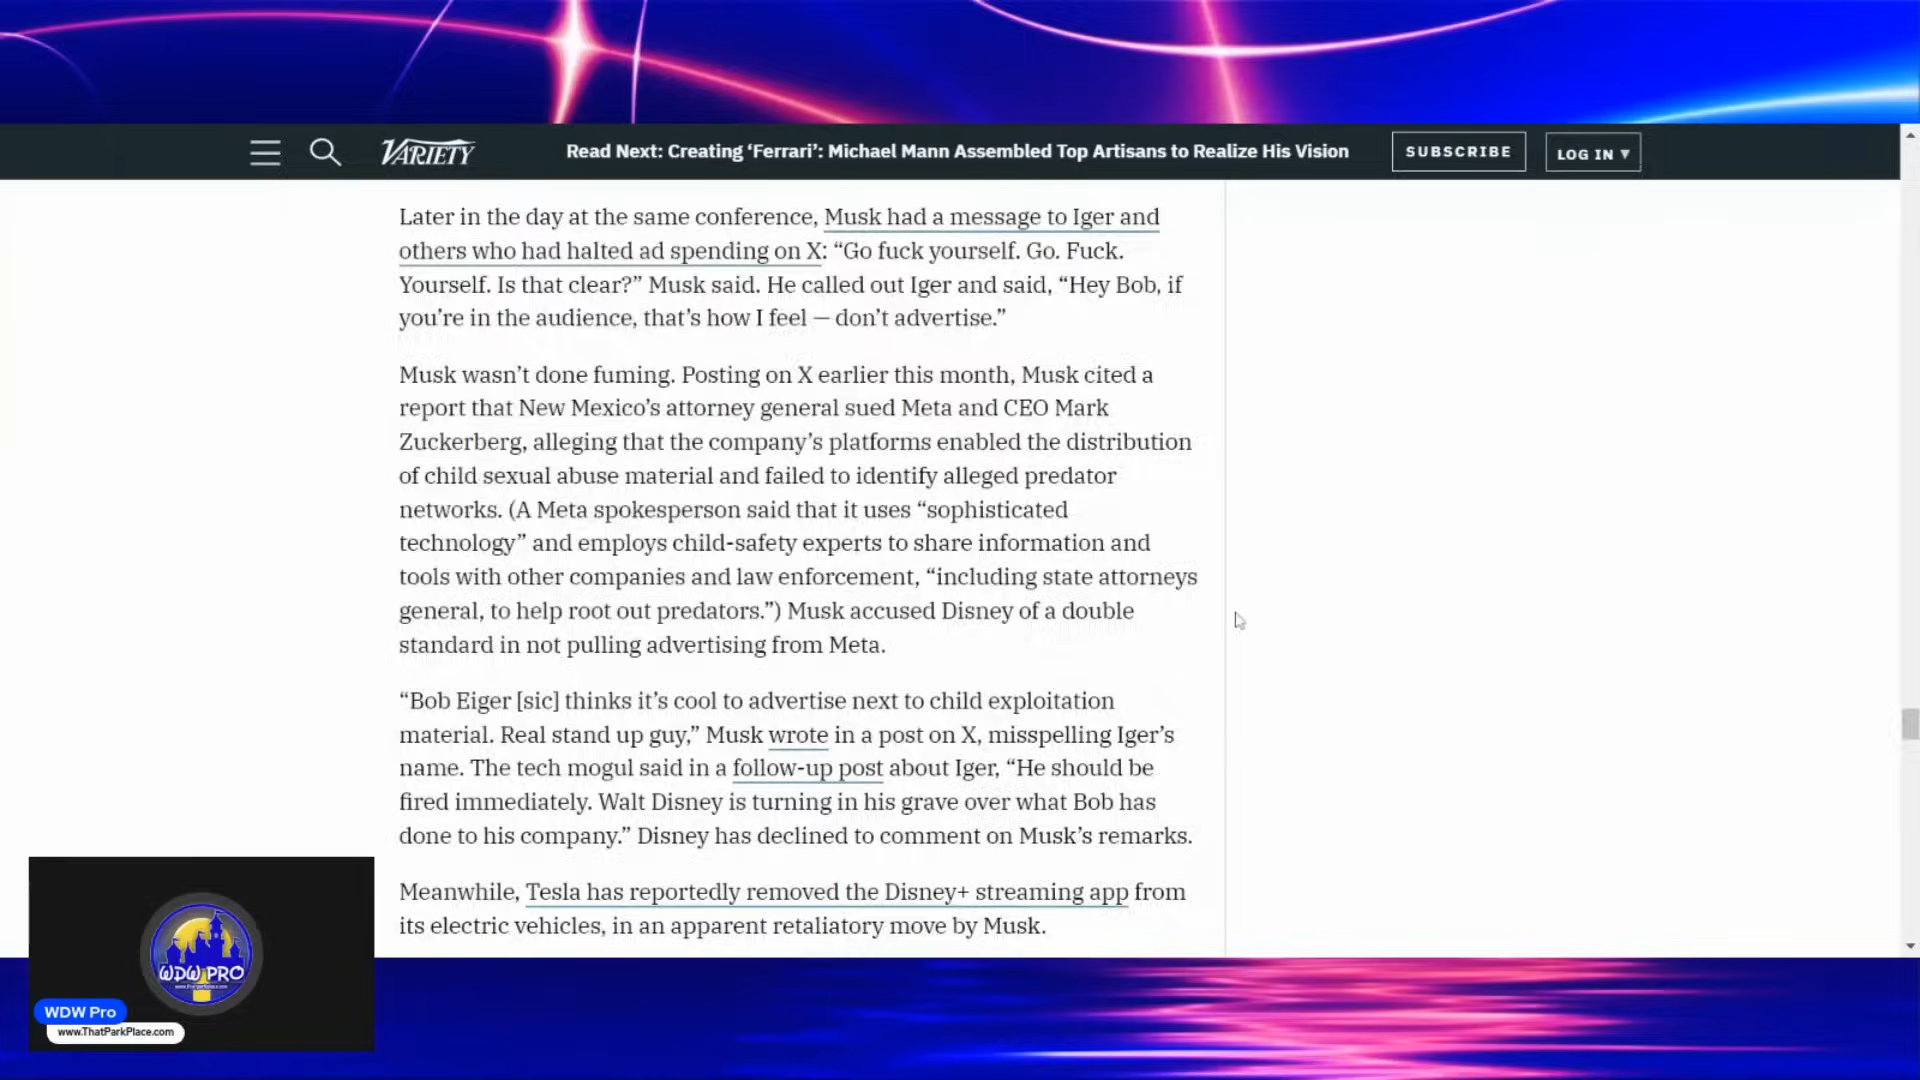 VARIETY
Read Next: Creating ‘Ferrari’: Michael Mann Assembled Top Artisans to Realize His Vision
SUBSCRIBE
LOG IN ▼
Later in the day at the same conference, Musk had a message to Iger and
others who had halted ad spending on X: “Go fuck yourself. Go. Fuck.
Yourself. Is that clear?” Musk said. He called out Iger and said, “Hey Bob, if
you’re in the audience, that’s how I feel — don’t advertise.”
Musk wasn’t done fuming. Posting on X earlier this month, Musk cited a
report that New Mexico’s attorney general sued Meta and CEO Mark
Zuckerberg, alleging that the company’s platforms enabled the distribution
of child sexual abuse material and failed to identify alleged predator
networks. (A Meta spokesperson said that it uses “sophisticated
technology” and employs child-safety experts to share information and
tools with other companies and law enforcement, “including state attorneys
general, to help root out predators.”) Musk accused Disney of a double
standard in not pulling advertising from Meta.
“Bob Eiger [sic] thinks it’s cool to advertise next to child exploitation
material. Real stand up guy,” Musk wrote in a post on X, misspelling Iger’s
name. The tech mogul said in a follow-up post about Iger, “He should be
fired immediately. Walt Disney is turning in his grave over what Bob has
done to his company.” Disney has declined to comment on Musk’s remarks.
Meanwhile, Tesla has reportedly removed the Disney+ streaming app from
its electric vehicles, in an apparent retaliatory move by Musk.
WDW PRO
WDW Pro
www.ThatParkPlace.com